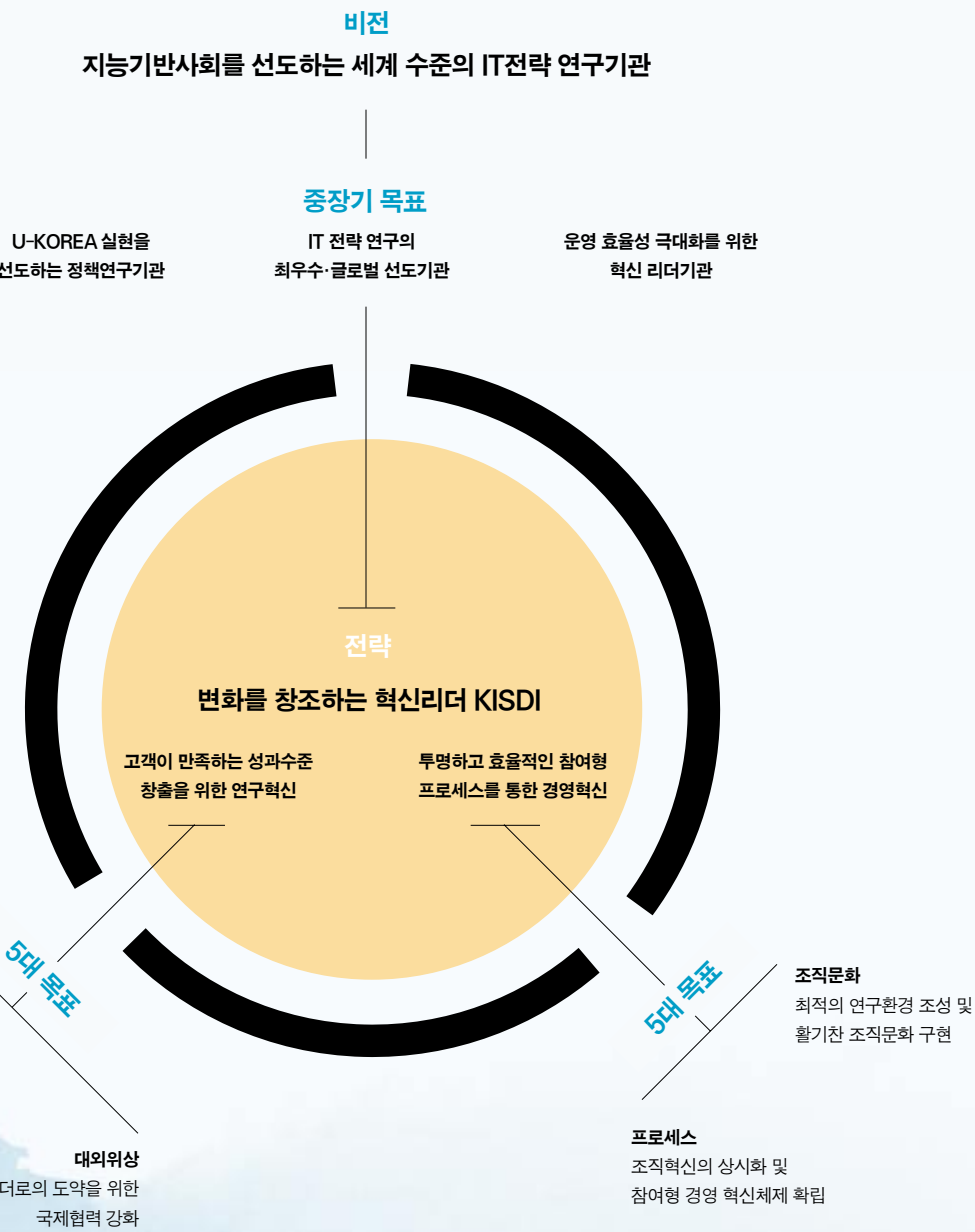 비전
지능기반사회를 선도하는 세계 수준의 IT전략 연구기관
중장기 목표
U-KOREA 실현을
선도하는 정책연구기관
IT 전략 연구의
최우수·글로벌 선도기관
운영 효율성 극대화를 위한
혁신 리더기관
전략
변화를 창조하는 혁신리더 KISDI
고객이 만족하는 성과수준
창출을 위한 연구혁신
투명하고 효율적인 참여형
프로세스를 통한 경영혁신
5대 목표
대외위상
더로의 도약을 위한
국제협력 강화
5대 목표
조직문화
최적의 연구환경 조성 및
활기찬 조직문화 구현
프로세스
조직혁신의 상시화 및
참여형 경영 혁신체제 확립